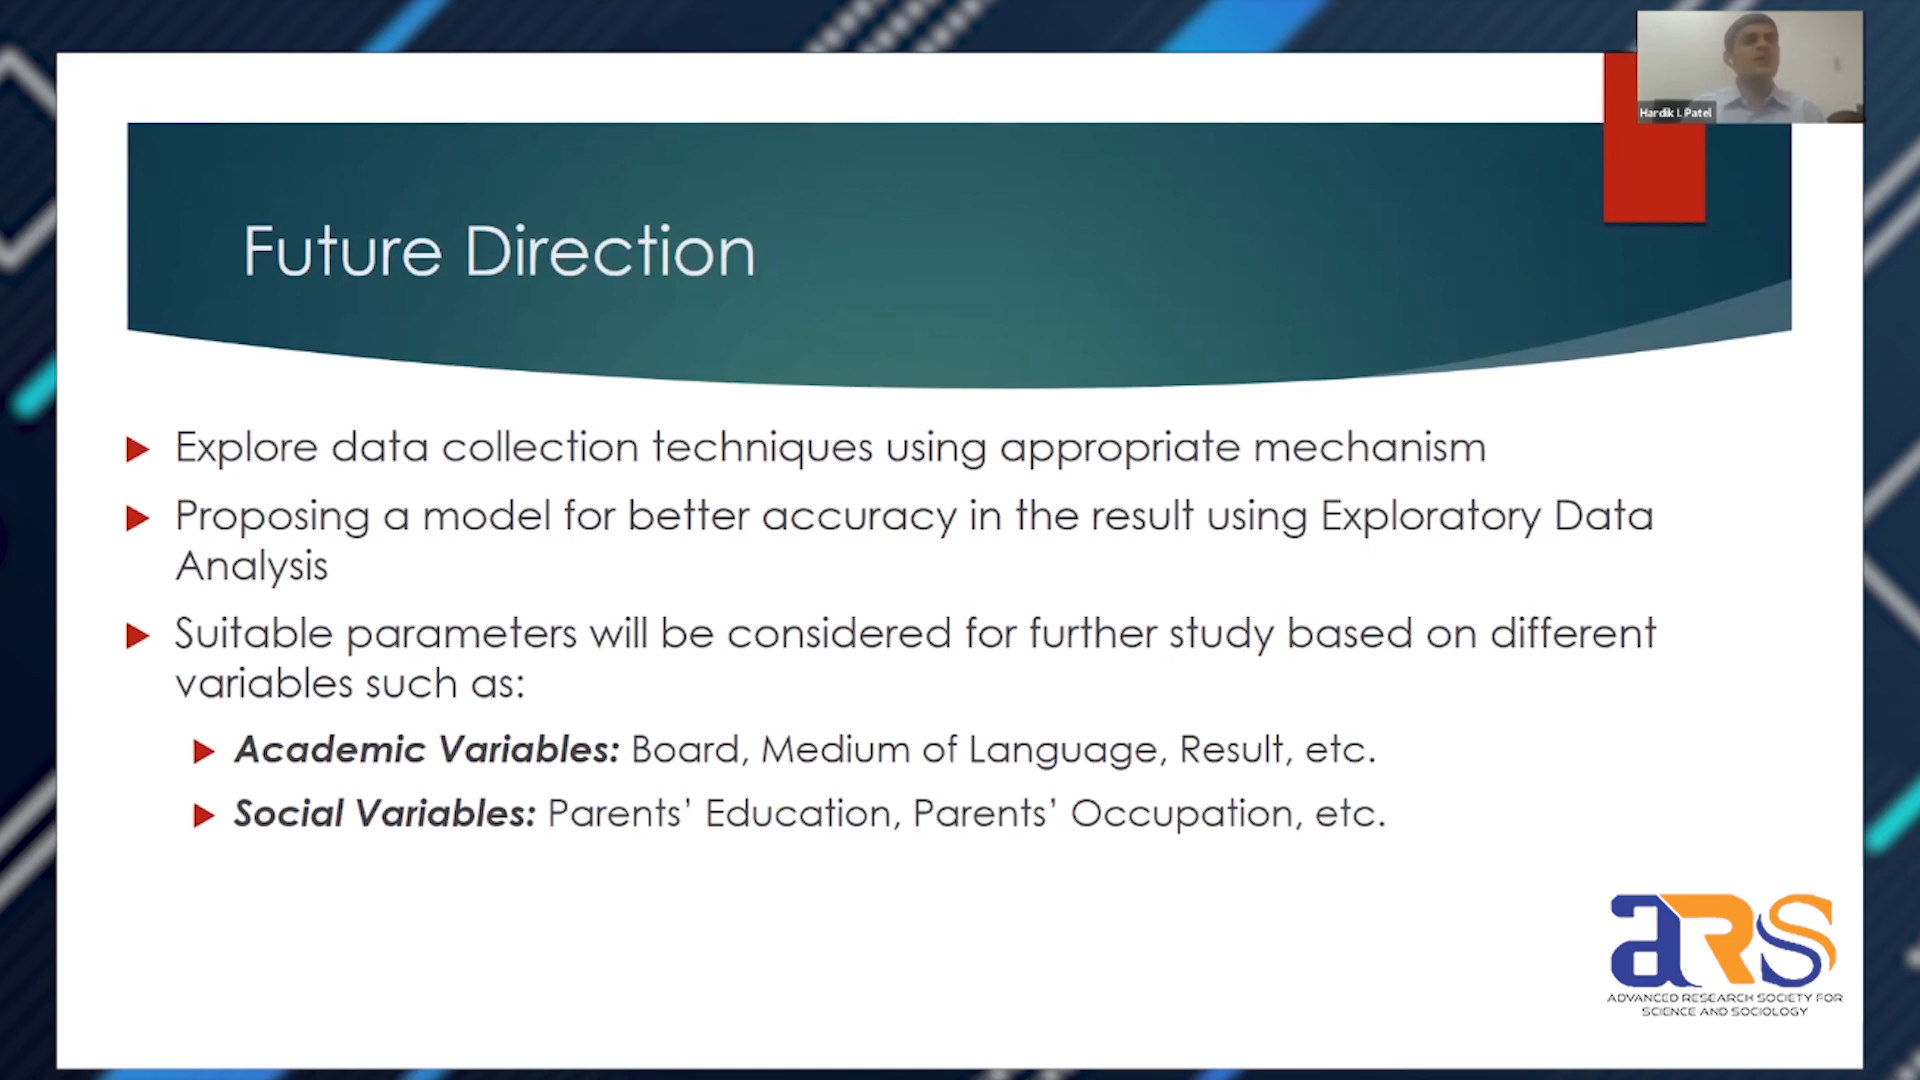 Hardik I. Patel
Future Direction
Explore data collection techniques using appropriate mechanism
Proposing a model for better accuracy in the result using Exploratory Data
Analysis
Suitable parameters will be considered for further study based on different
variables such as:
Academic Variables: Board, Medium of Language, Result, etc.
Social Variables: Parents’ Education, Parents’ Occupation, etc.
aRS
ADVANCED RESEARCH SOCIETY FOR
SCIENCE AND SOCIOLOGY